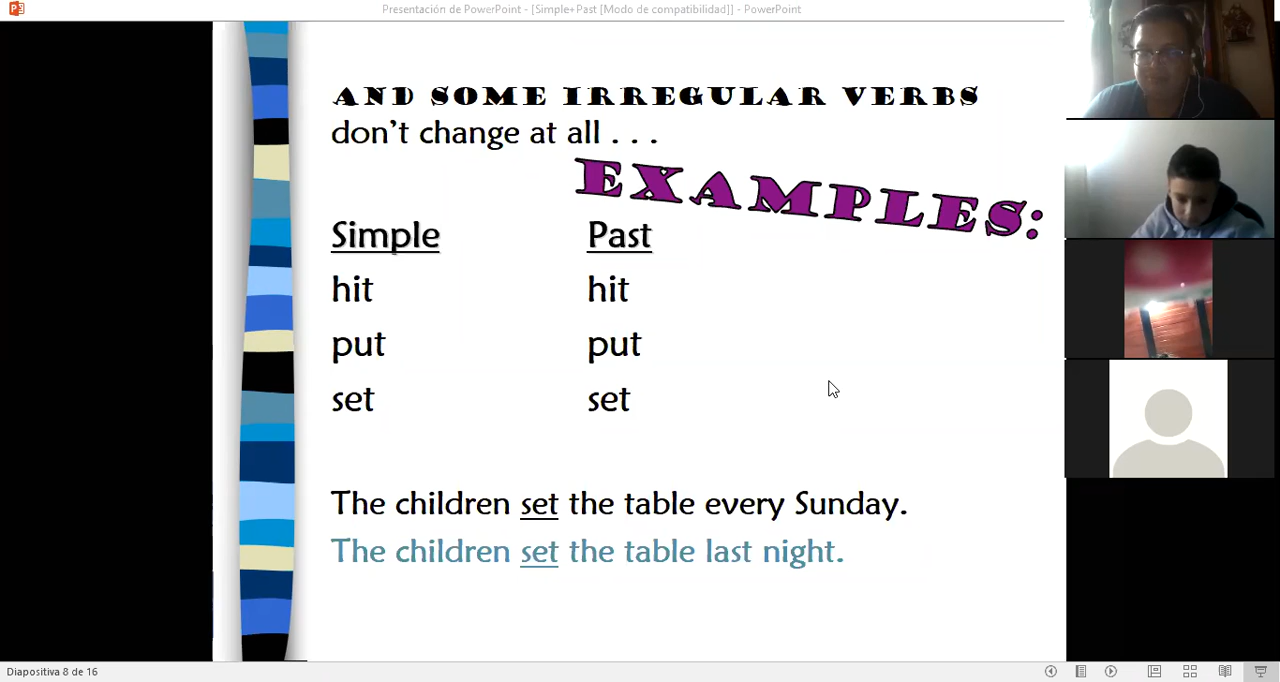 Presentación de PowerPoint - [Simple+Past [Modo de compatibilidad]] - PowerPoint
AND SOME IRREGULAR VERBS
don't change at all . . .
EXAMPLES:
Simple Past
hit hit
put put
set set
The children set the table every Sunday.
The children set the table last night.
Diapositiva 8 de 16